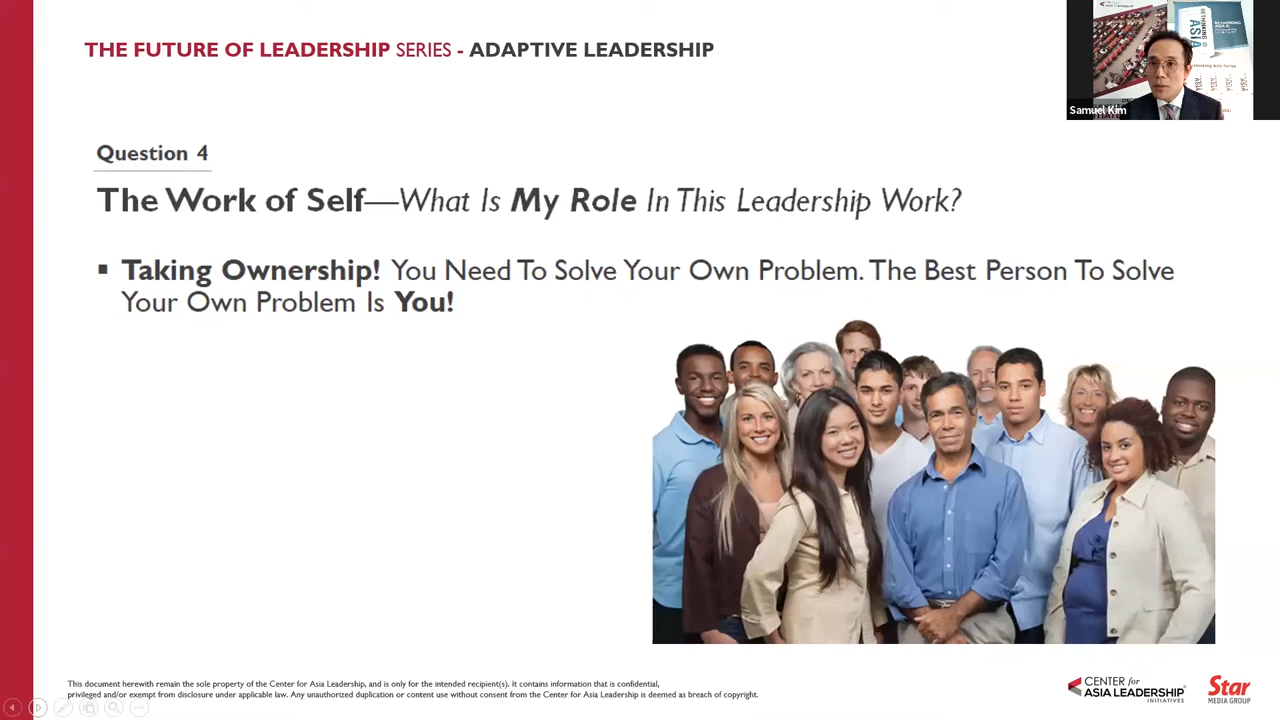 THE FUTURE OF LEADERSHIP SERIES - ADAPTIVE LEADERSHIP
Samuel Kim
Question 4
The Work of Self—What Is My Role In This Leadership Work?
▪ Taking Ownership! You Need To Solve Your Own Problem. The Best Person To Solve
Your Own Problem Is You!
This document herewith remain the sole property of the Center for Asia Leadership, and is only for the intended recipient(s). It contains information that is confidential,
privileged and/or exempt from disclosure under applicable law. Any unauthorized duplication or content use without consent from the Center for Asia Leadership is deemed as breach of copyright.
CENTER for
ASIA LEADERSHIP
INITIATIVES
Star
MEDIA GROUP